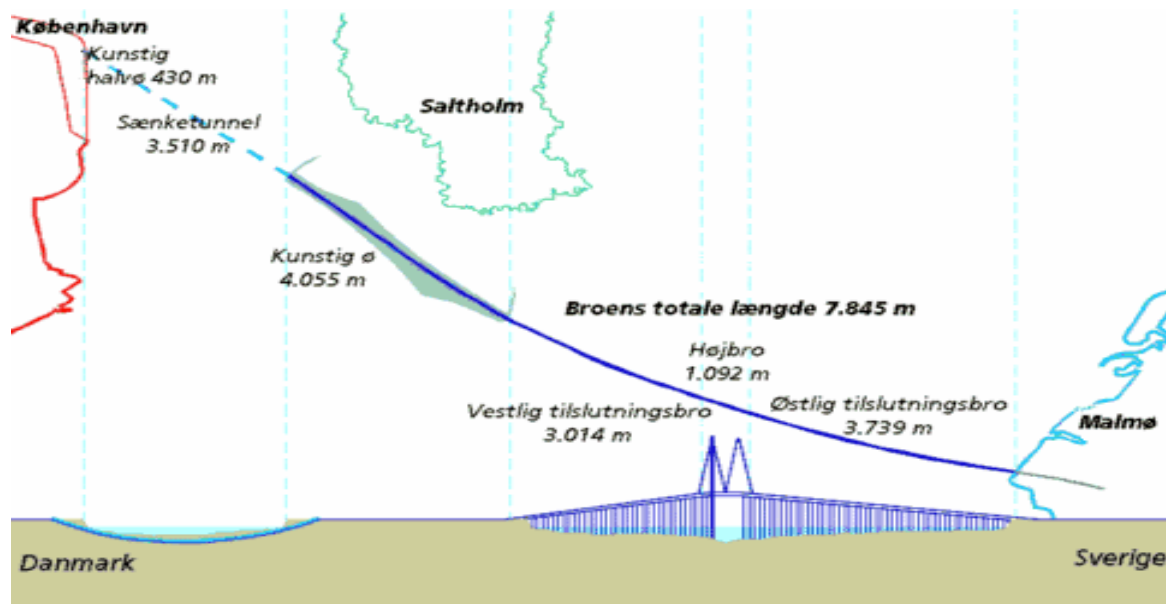 København
Kunstig
halvø 430 m
Saltholm
Sænketunnel
3.510 m
Kunstig ø
4.055 m
Broens totale længde 7.845 m
Højbro
1.092 m
Vestlig tilslutningsbro
3.014 m
Østlig tilslutningsbro
3.739 m
Malmø
Danmark
Sverige